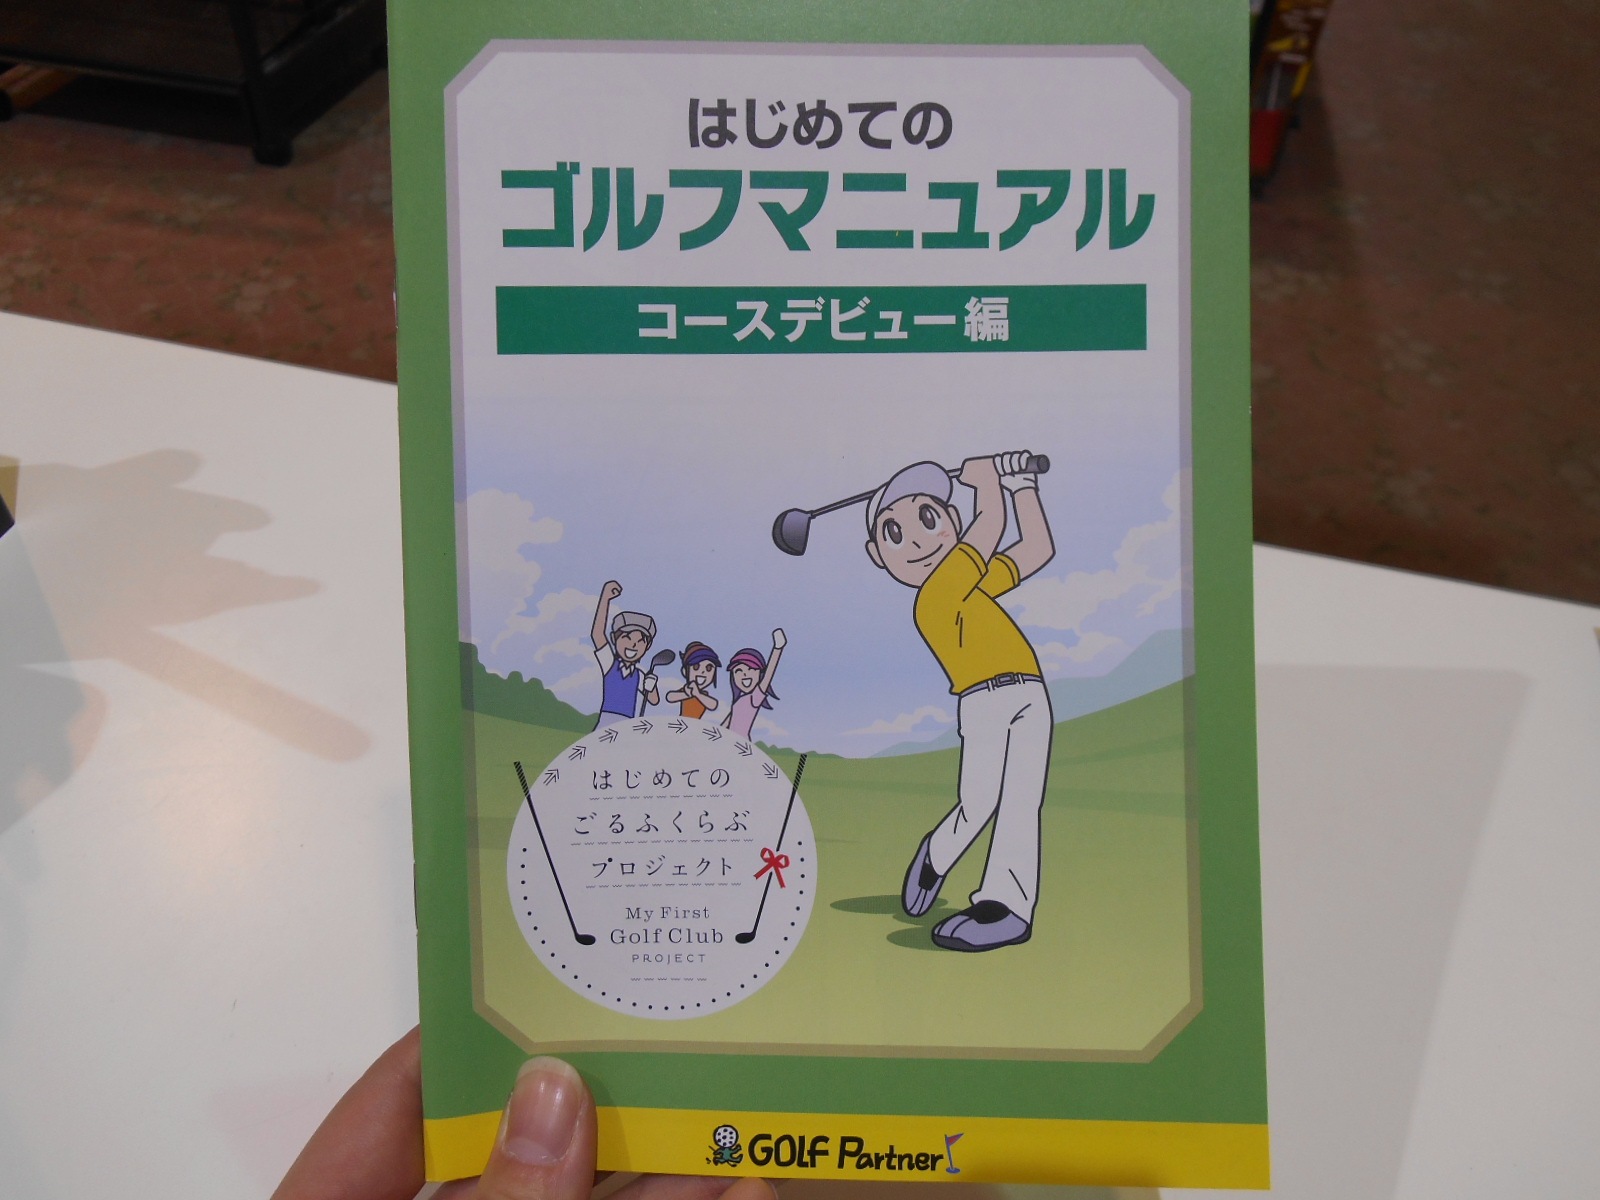 はじめての
ゴルフマニュアル
コースデビュー編
はじめての
ごるふくらぶ
プロジェクト
My First
Golf Club
PROJECT
GOLF Partner